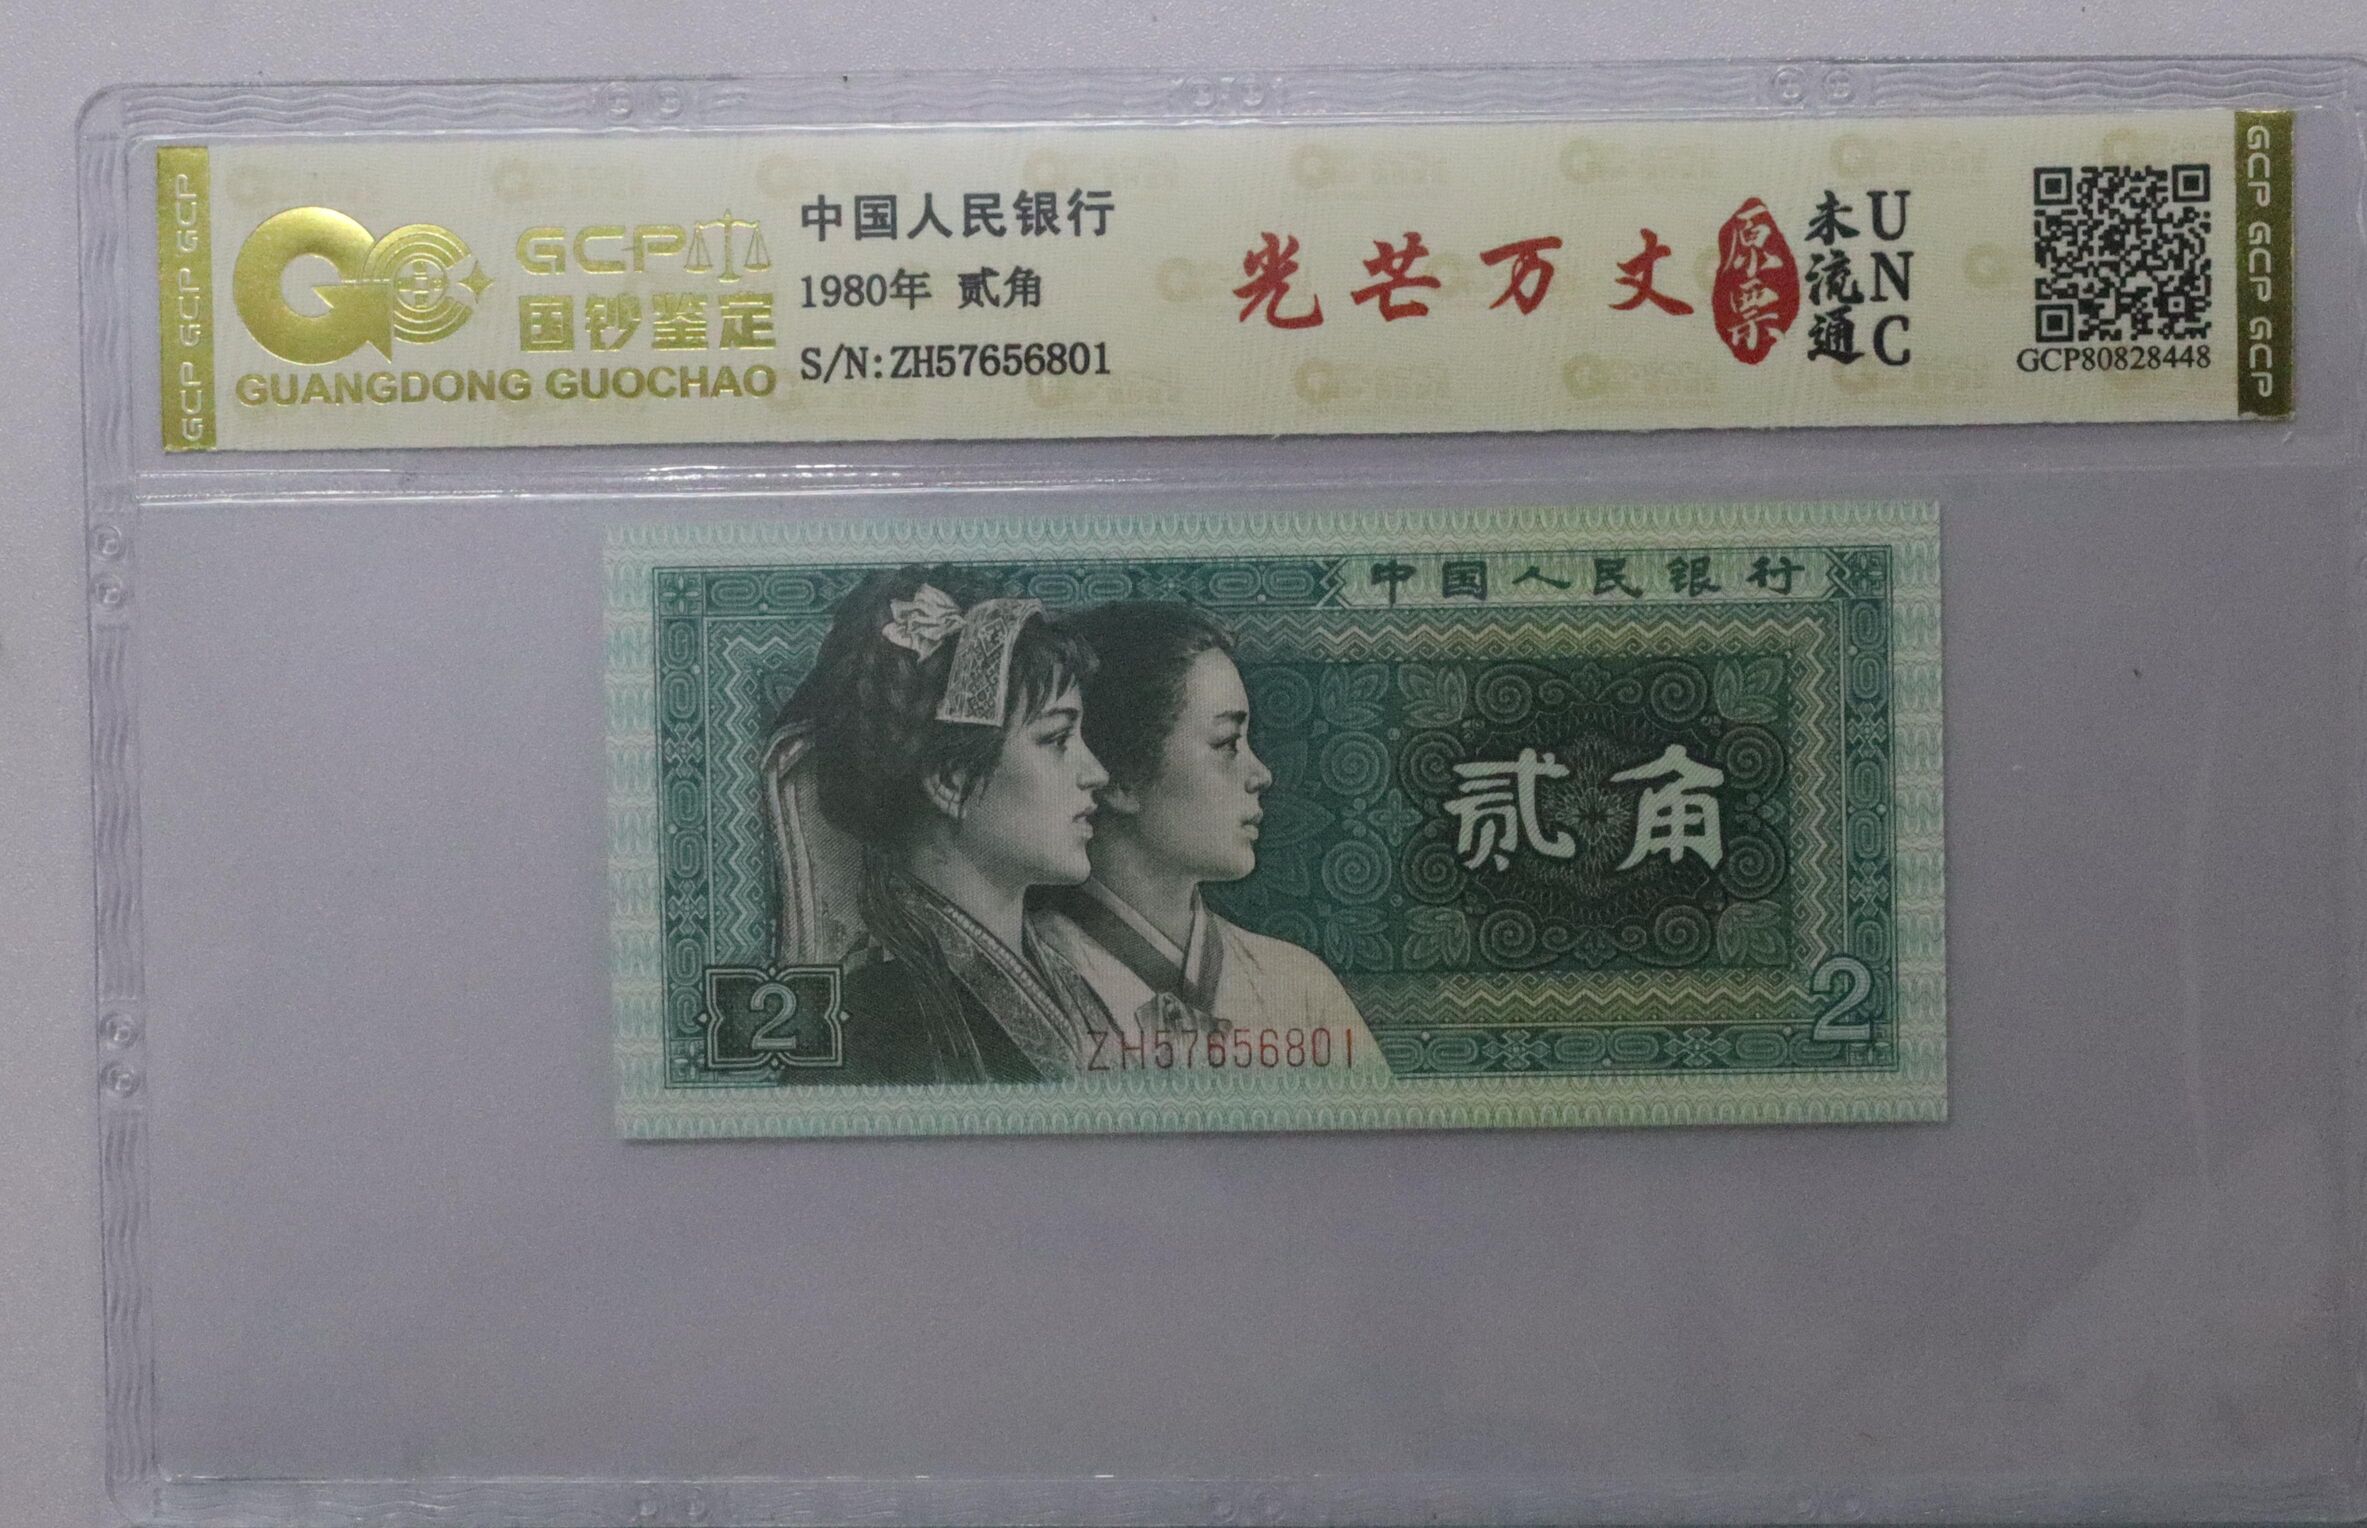 GCP GCP GCP
GCP
国钞鉴定
GUANGDONG GUOCHAO
中国人民银行
1980年 贰角
S/N:ZH57656801
光芒万丈
原票
未流通
UNC
GCP80828448
GCP GCP GCP
中国人民银行
贰角
2
2
ZH57656801